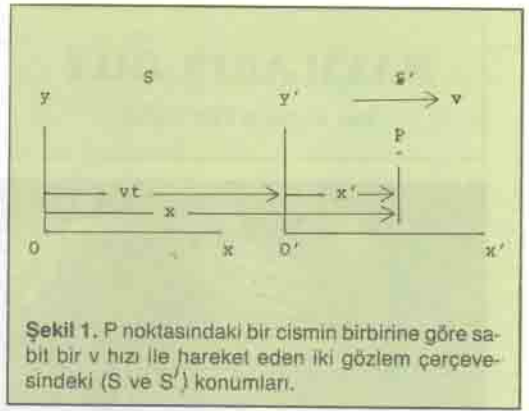 S S'
y y' v
P
vt x'
x
O x O' x'
Şekil 1. P noktasındaki bir cismin birbirine göre sa-
bit bir v hızı ile hareket eden iki gözlem çerçeve-
sindeki (S ve S') konumları.